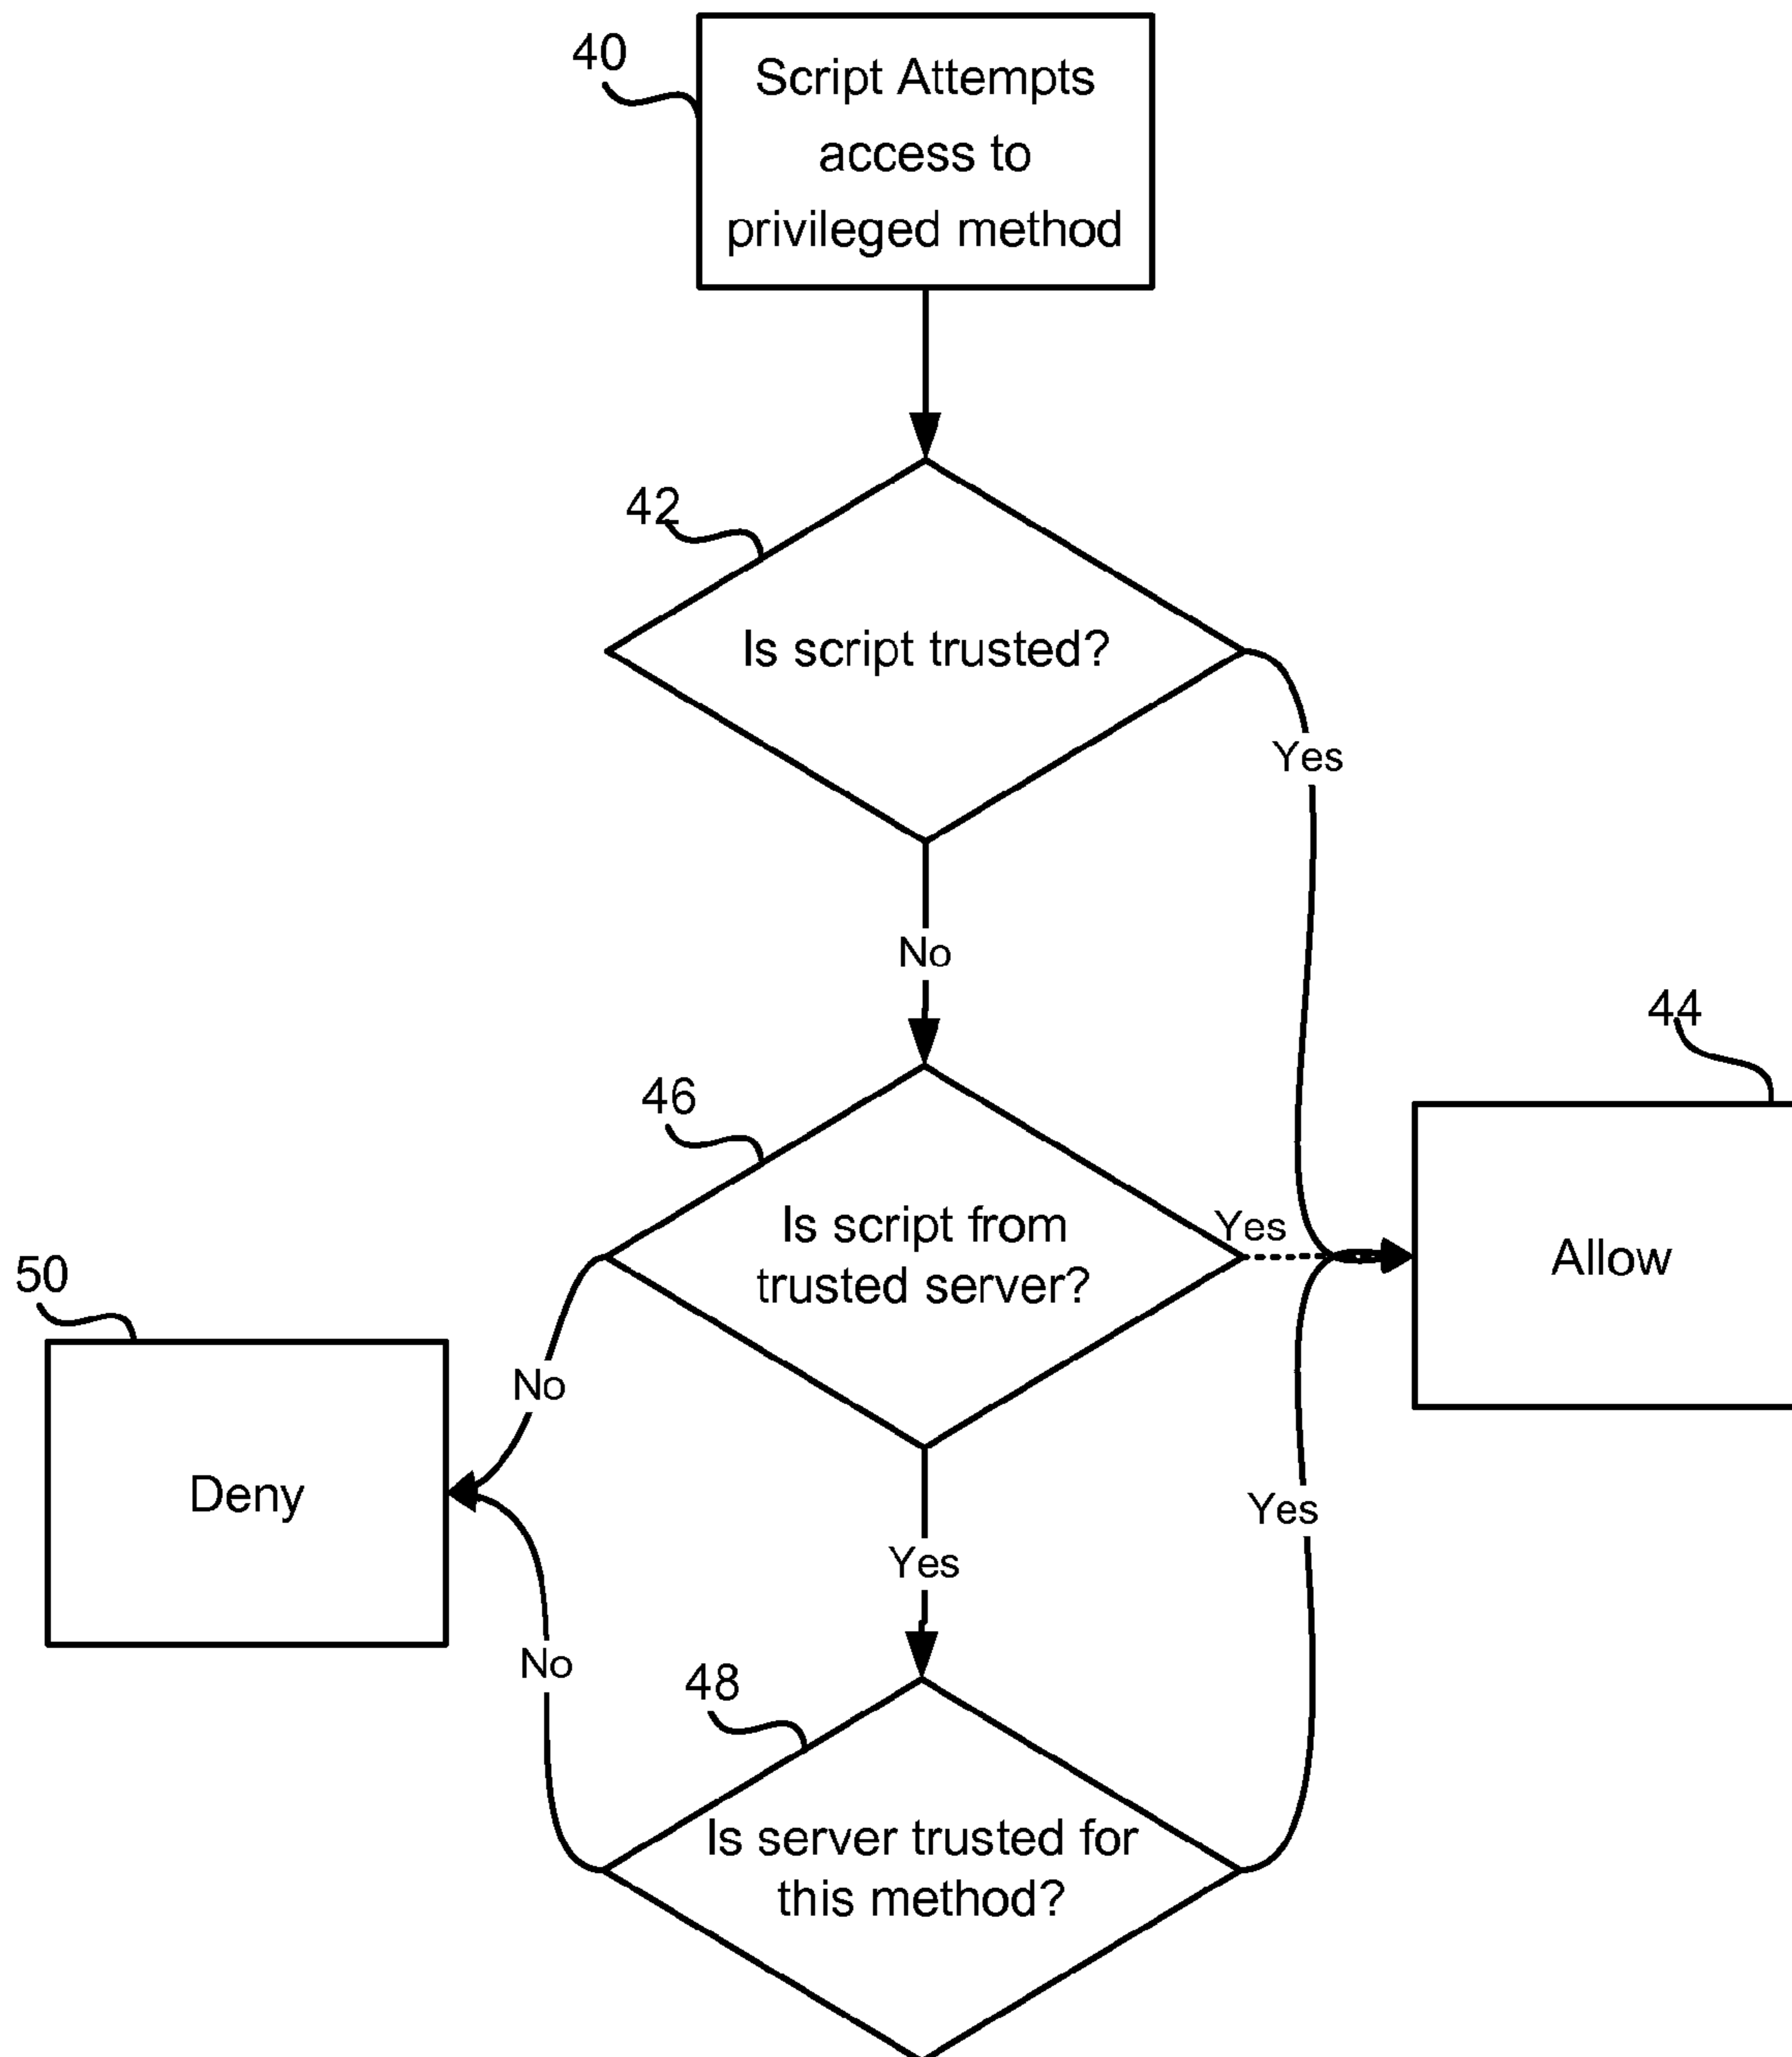 40
Script Attempts
access to
privileged method
42
Is script trusted?
Yes
No
44
46
Is script from
trusted server?
Yes
Allow
50
No
Deny
Yes
Yes
No
48
Is server trusted for
this method?